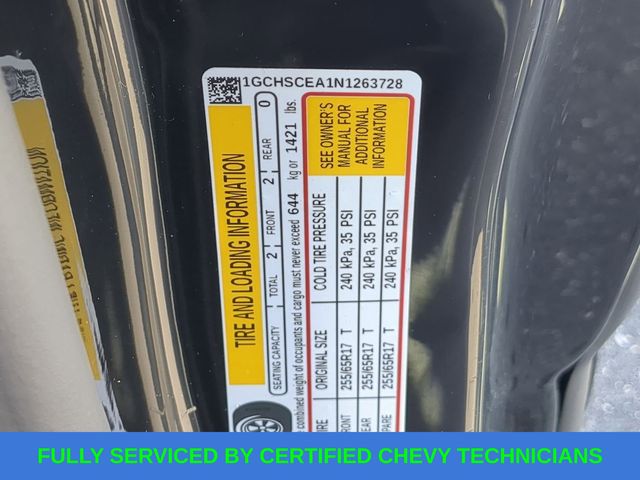 1GCHSCEA1N1263728
TIRE AND LOADING INFORMATION
SEATING CAPACITY TOTAL 2 FRONT 2 REAR 0
combined weight of occupants and cargo must never exceed 644 kg or 1421 lbs.
ORIGINAL SIZE COLD TIRE PRESSURE SEE OWNER'S MANUAL FOR ADDITIONAL INFORMATION
255/65R17 T 240 kPa, 35 PSI
255/65R17 T 240 kPa, 35 PSI
255/65R17 T 240 kPa, 35 PSI
FULLY SERVICED BY CERTIFIED CHEVY TECHNICIANS